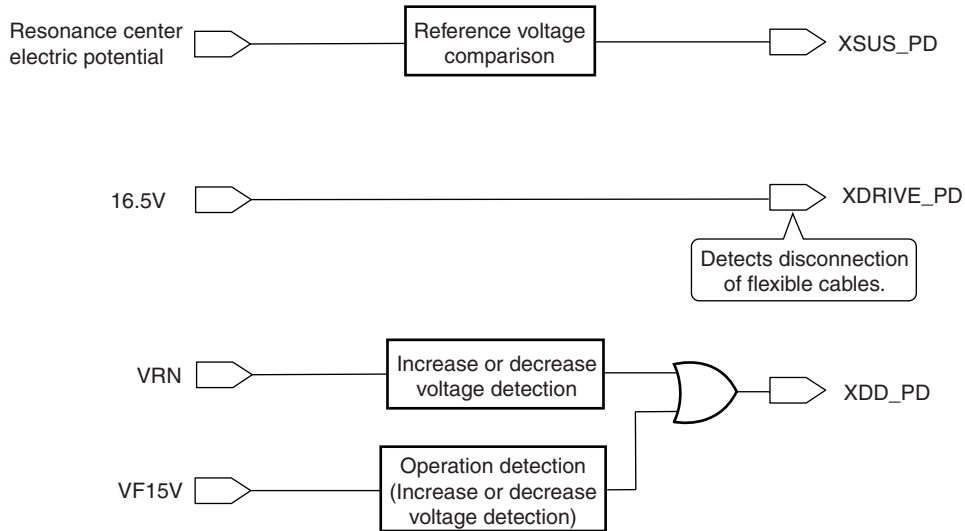 Resonance center
electric potential
Reference voltage
comparison
XSUS_PD
16.5V
XDRIVE_PD
Detects disconnection
of flexible cables.
VRN
Increase or decrease
voltage detection
XDD_PD
VF15V
Operation detection
(Increase or decrease
voltage detection)